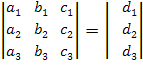 |a₁ b₁ c₁| |d₁|
|a₂ b₂ c₂| = |d₂|
|a₃ b₃ c₃| |d₃|